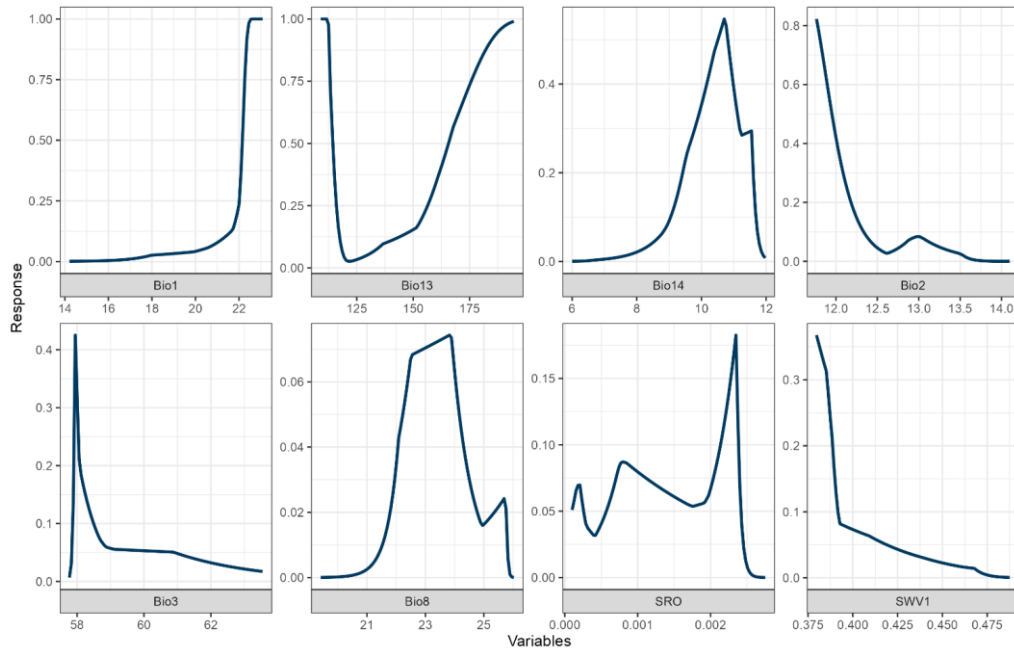 1.00
0.75
0.50
0.25
0.00
Bio1
14 16 18 20 22
1.00
0.75
0.50
0.25
0.00
Bio13
125 150 175
0.4
0.2
0.0
Bio14
6 8 10 12
0.8
0.6
0.4
0.2
0.0
Bio2
12.0 12.5 13.0 13.5 14.0
Response
0.4
0.3
0.2
0.1
0.0
Bio3
58 60 62
0.06
0.04
0.02
0.00
Bio8
21 23 25
0.15
0.10
0.05
0.00
SRO
0.000 0.001 0.002
0.3
0.2
0.1
0.0
SWV1
0.375 0.400 0.425 0.450 0.475
Variables